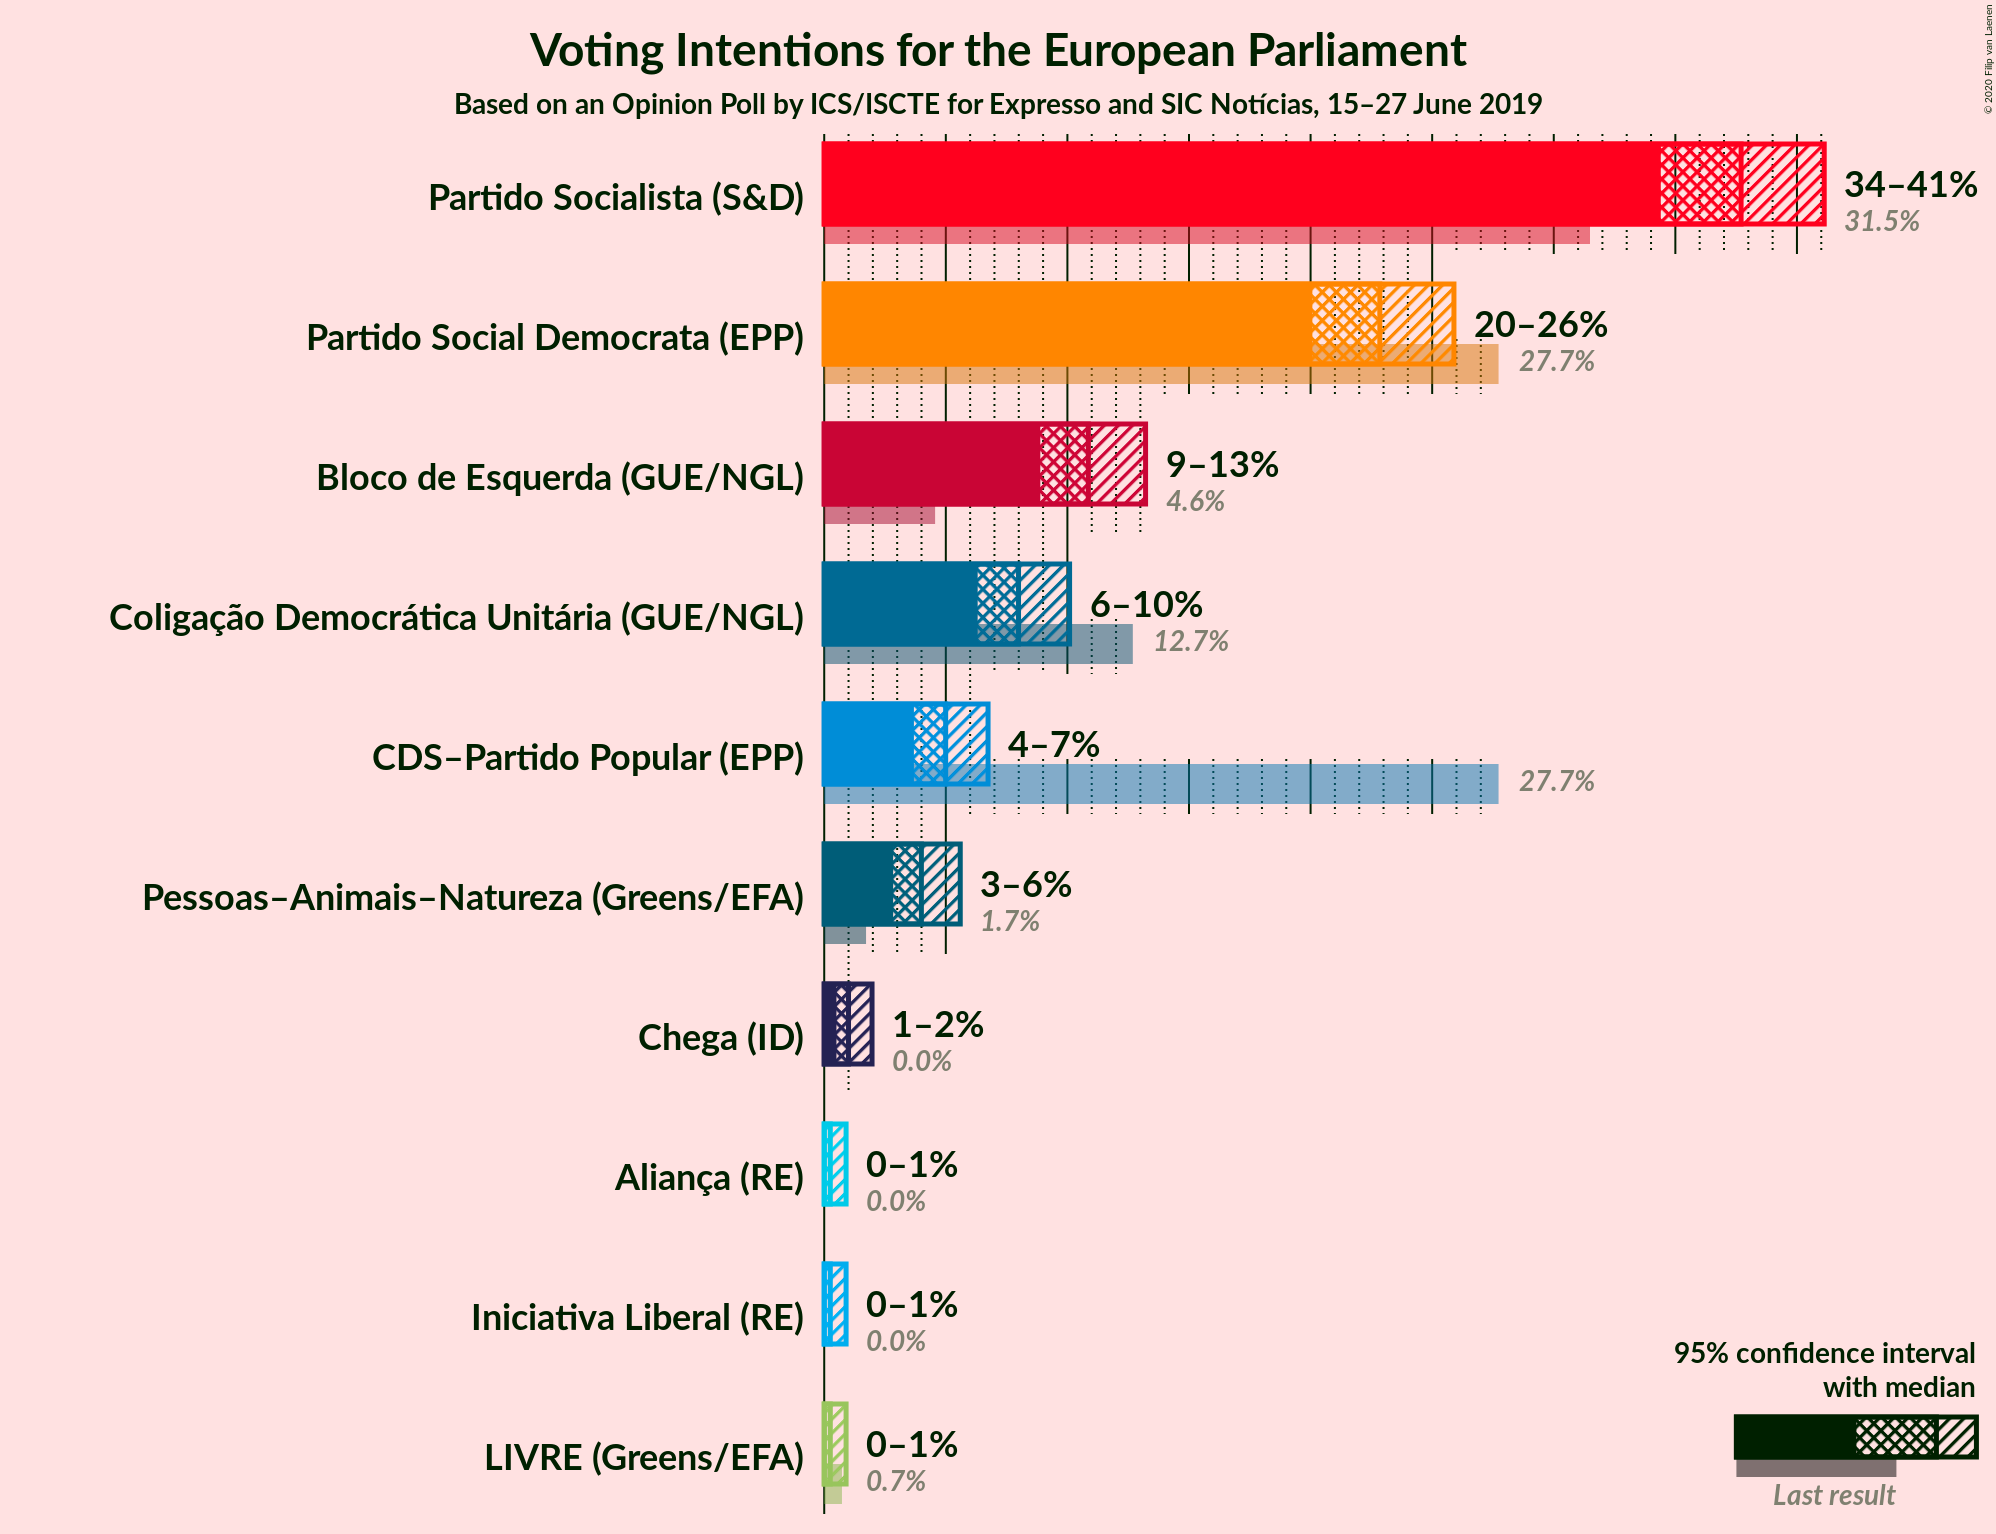 Voting Intentions for the European Parliament
Based on an Opinion Poll by ICS/ISCTE for Expresso and SIC Notícias, 15–27 June 2019
© 2020 Filip van Laenen
Partido Socialista (S&D)
34–41%
31.5%
Partido Social Democrata (EPP)
20–26%
27.7%
Bloco de Esquerda (GUE/NGL)
9–13%
4.6%
Coligação Democrática Unitária (GUE/NGL)
6–10%
12.7%
CDS–Partido Popular (EPP)
4–7%
27.7%
Pessoas–Animais–Natureza (Greens/EFA)
3–6%
1.7%
Chega (ID)
1–2%
0.0%
Aliança (RE)
0–1%
0.0%
Iniciativa Liberal (RE)
0–1%
0.0%
LIVRE (Greens/EFA)
0–1%
0.7%
95% confidence interval
with median
Last result